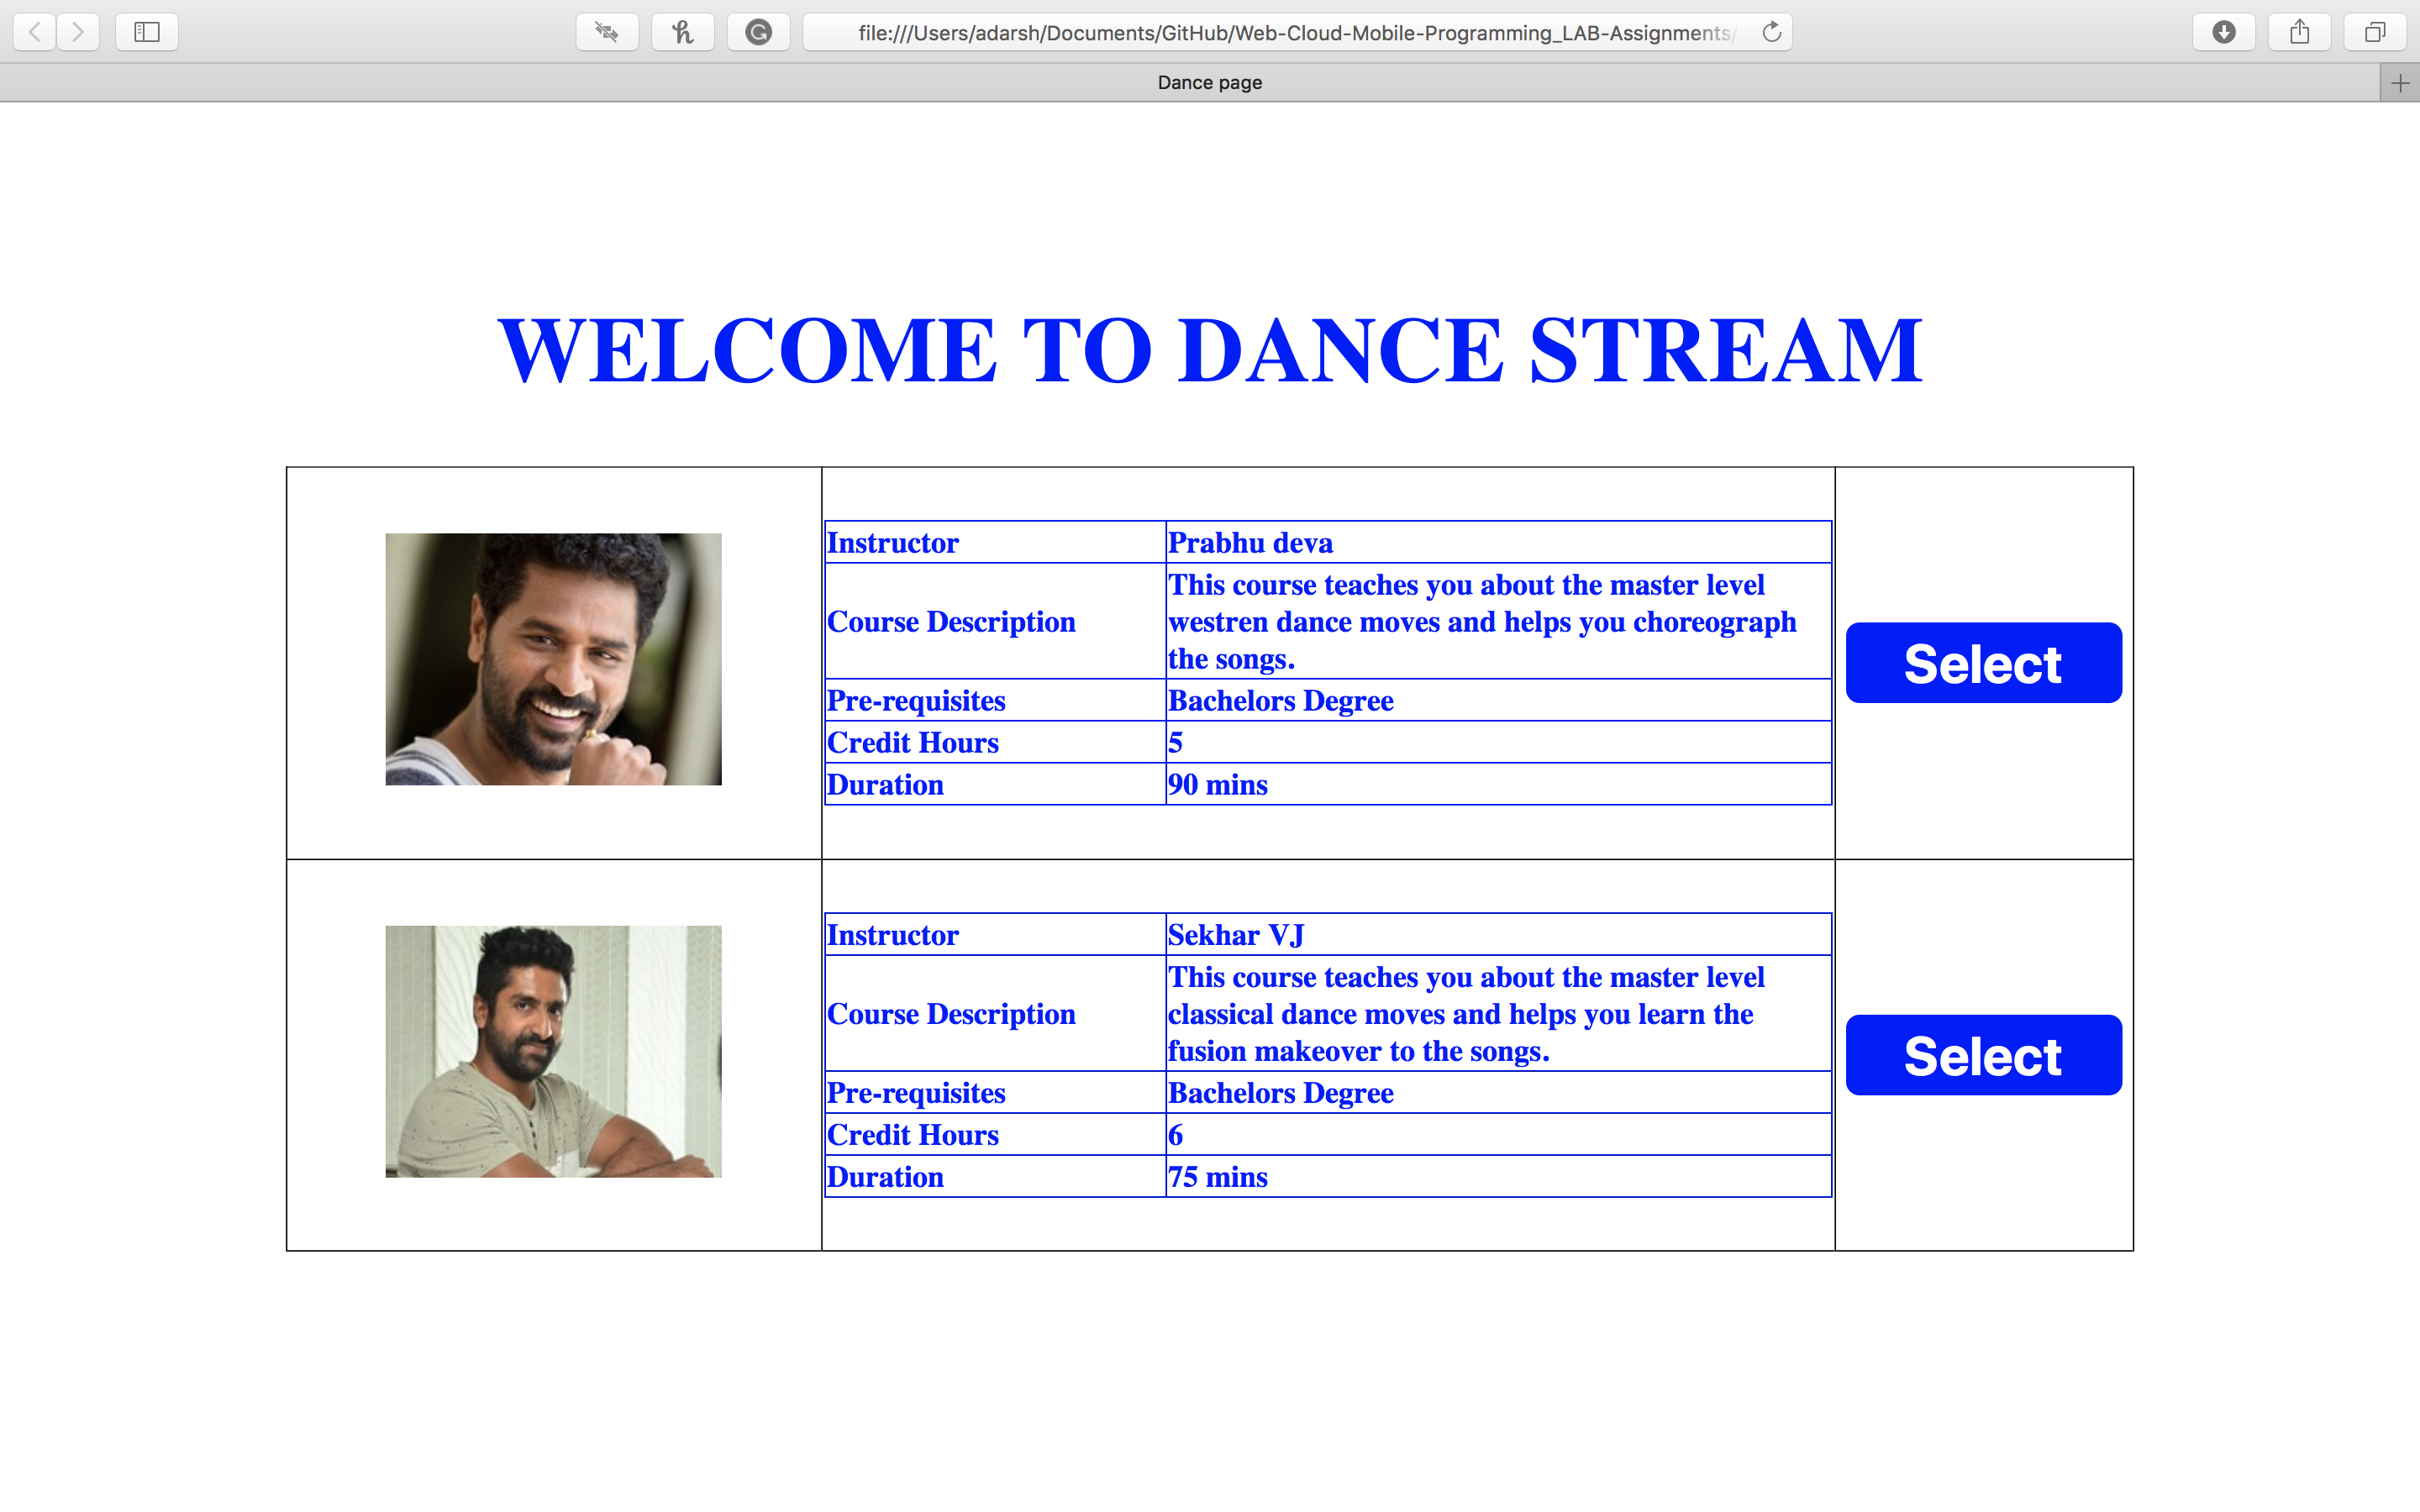 file:///Users/adarsh/Documents/GitHub/Web-Cloud-Mobile-Programming_LAB-Assignments/
Dance page
WELCOME TO DANCE STREAM
Instructor Prabhu deva
Course Description This course teaches you about the master level
westren dance moves and helps you choreograph
the songs.
Pre-requisites Bachelors Degree
Credit Hours 5
Duration 90 mins
Select
Instructor Sekhar VJ
Course Description This course teaches you about the master level
classical dance moves and helps you learn the
fusion makeover to the songs.
Pre-requisites Bachelors Degree
Credit Hours 6
Duration 75 mins
Select